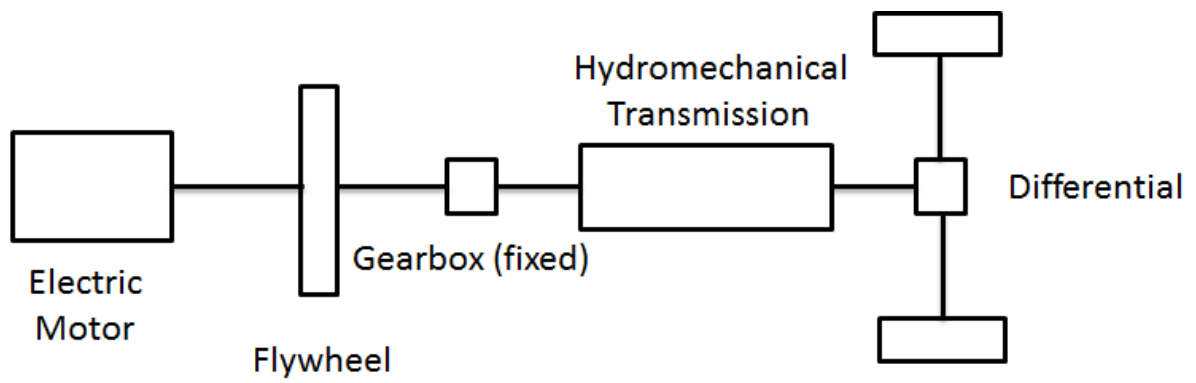 Hydromechanical
Transmission
Differential
Gearbox (fixed)
Electric
Motor
Flywheel